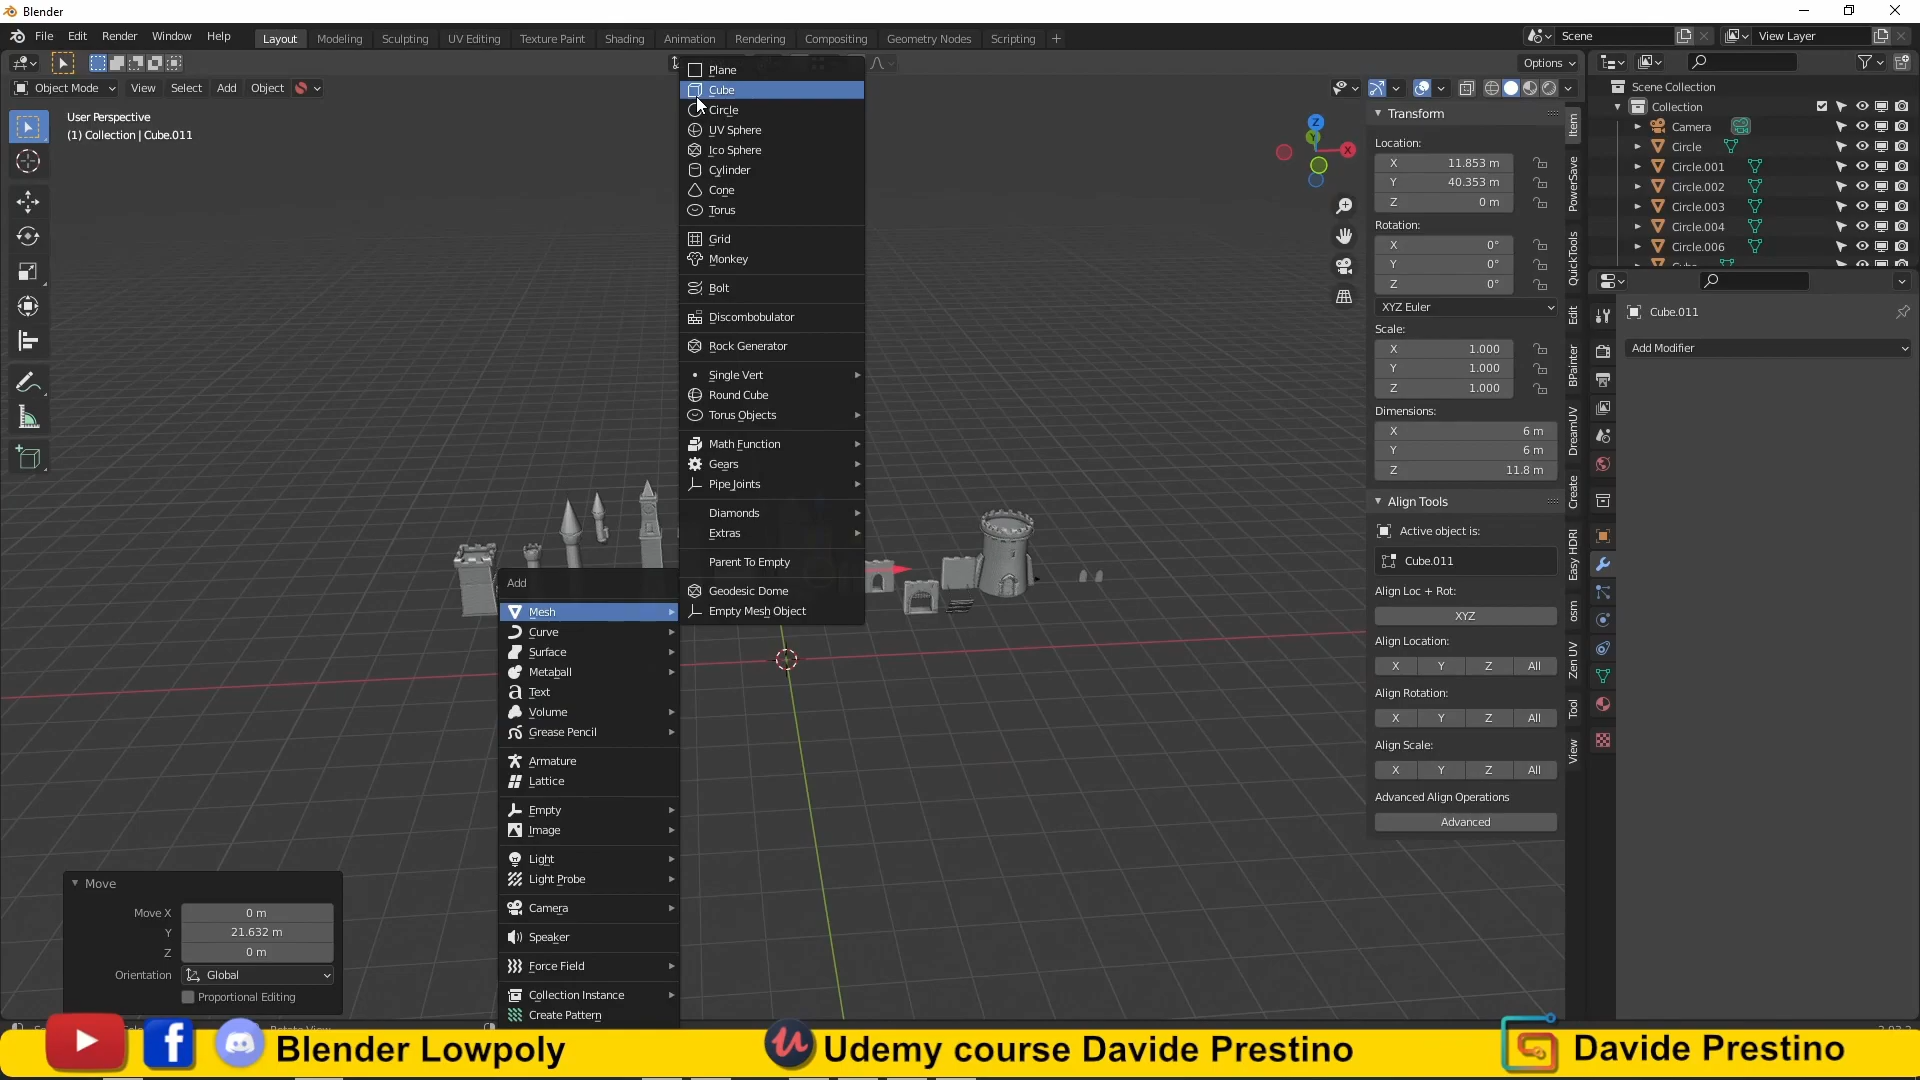 Blender
File Edit Render Window Help
Layout Modeling Sculpting UV Editing Texture Paint Shading Animation Rendering Compositing Geometry Nodes Scripting +
Scene
View Layer
Options
Object Mode View Select Add Object
User Perspective
(1) Collection | Cube.011
Plane
Cube
Circle
UV Sphere
Ico Sphere
Cylinder
Cone
Torus
Grid
Monkey
Bolt
Discombobulator
Rock Generator
Single Vert
Round Cube
Torus Objects
Math Function
Gears
Pipe Joints
Diamonds
Extras
Parent To Empty
Geodesic Dome
Empty Mesh Object
Add
Mesh
Curve
Surface
Metaball
Text
Volume
Grease Pencil
Armature
Lattice
Empty
Image
Light
Light Probe
Camera
Speaker
Force Field
Collection Instance
Create Pattern
Move
Move X 0 m
Y 21.632 m
Z 0 m
Orientation Global
Proportional Editing
Z
Y
X
Transform
Location:
X 11.853 m
Y 40.353 m
Z 0 m
Rotation:
X 0°
Y 0°
Z 0°
XYZ Euler
Scale:
X 1.000
Y 1.000
Z 1.000
Dimensions:
X 6 m
Y 6 m
Z 11.8 m
Align Tools
Active object is:
Cube.011
Align Loc + Rot:
XYZ
Align Location:
X Y Z All
Align Rotation:
X Y Z All
Align Scale:
X Y Z All
Advanced Align Operations
Advanced
Item
PowerSave
QuickTools
Edit
BPainter
DreamUV
Create
Easy HDRI
osm
Zen UV
Tool
View
Scene Collection
Collection
Camera
Circle
Circle.001
Circle.002
Circle.003
Circle.004
Circle.006
Cube.011
Add Modifier
Blender Lowpoly
Udemy course Davide Prestino
Davide Prestino